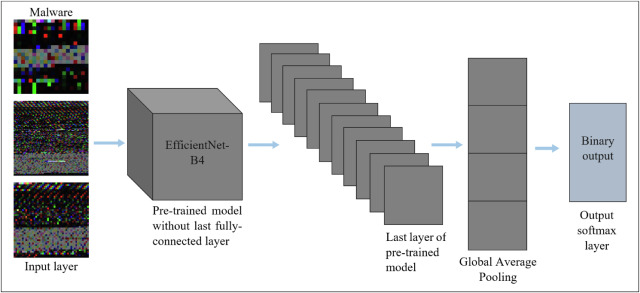 Malware
Input layer
EfficientNet-
B4
Pre-trained model
without last fully-
connected layer
Last layer of
pre-trained
model
Global Average
Pooling
Binary
output
Output
softmax
layer